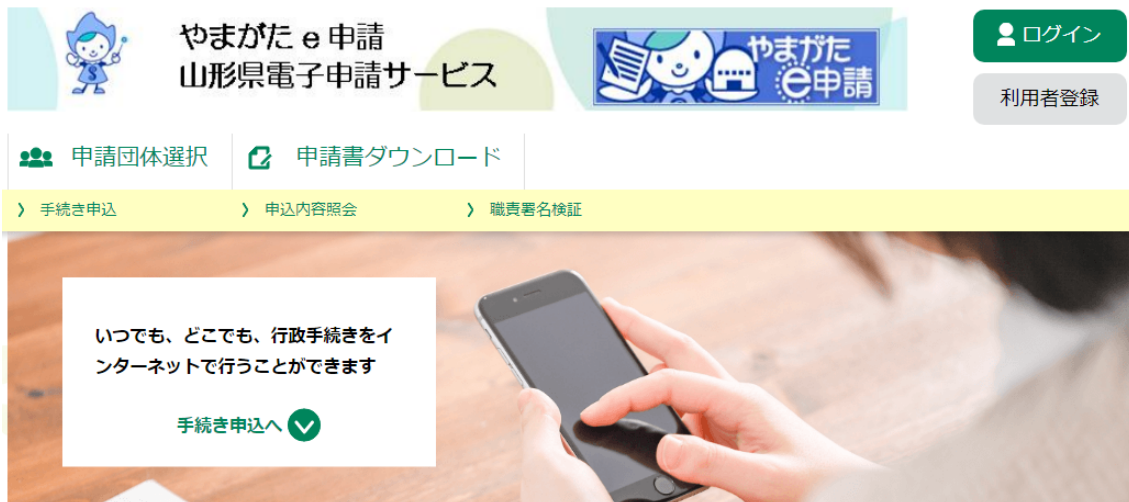 やまがた e 申請
山形県電子申請サービス
S
やまがた
e申請
ログイン
利用者登録
申請団体選択
申請書ダウンロード
手続き申込
申込内容照会
職責署名検証
いつでも、どこでも、行政手続きをイ
ンターネットで行うことができます
手続き申込へ